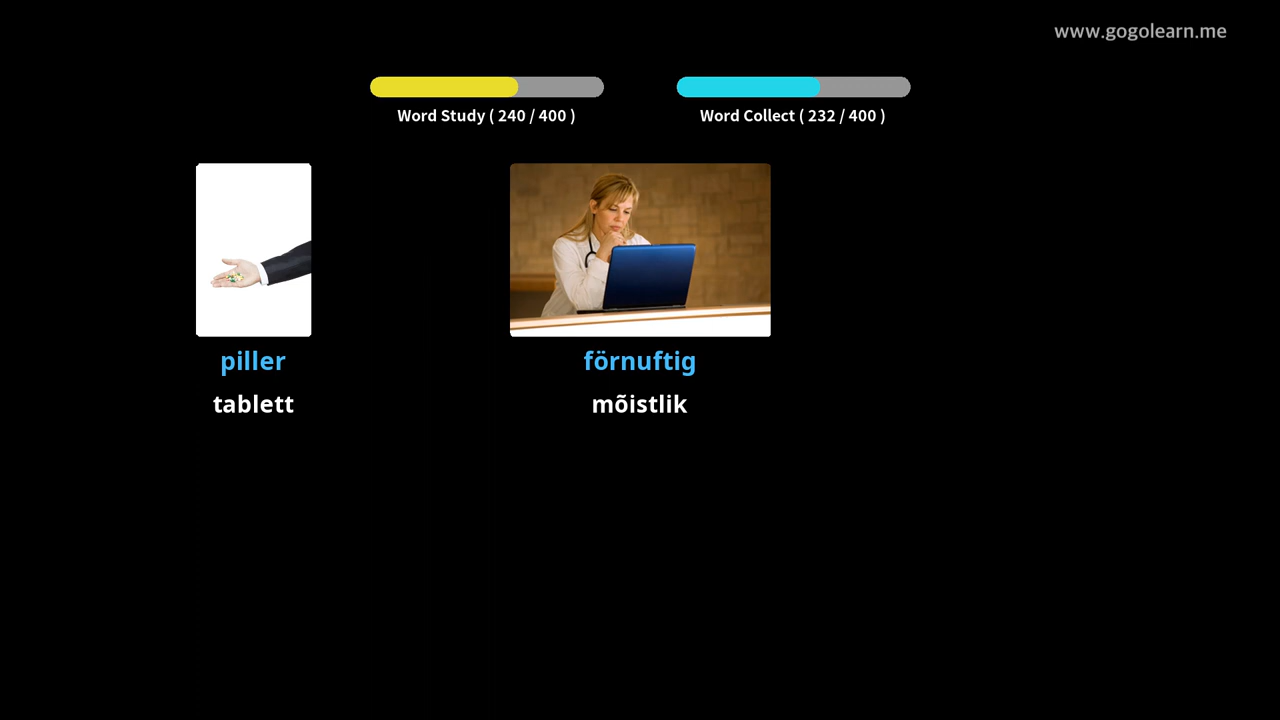 www.gogolearn.me
Word Study ( 240 / 400 )
Word Collect ( 232 / 400 )
piller
förnuftig
tablett
mõistlik